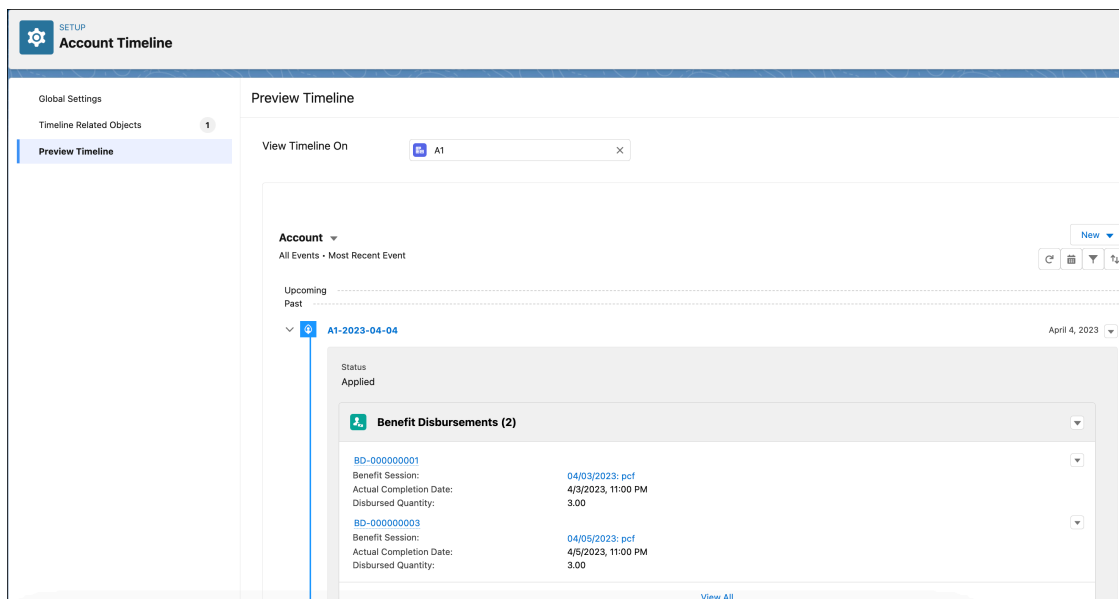 SETUP
Account Timeline
Global Settings
Timeline Related Objects 1
Preview Timeline
Preview Timeline
View Timeline On A1
Account
New
All Events • Most Recent Event
Upcoming
Past
A1-2023-04-04 April 4, 2023
Status
Applied
Benefit Disbursements (2)
BD-000000001
Benefit Session: 04/03/2023: pcf
Actual Completion Date: 4/3/2023, 11:00 PM
Disbursed Quantity: 3.00
BD-000000003
Benefit Session: 04/05/2023: pcf
Actual Completion Date: 4/5/2023, 11:00 PM
Disbursed Quantity: 3.00
View All